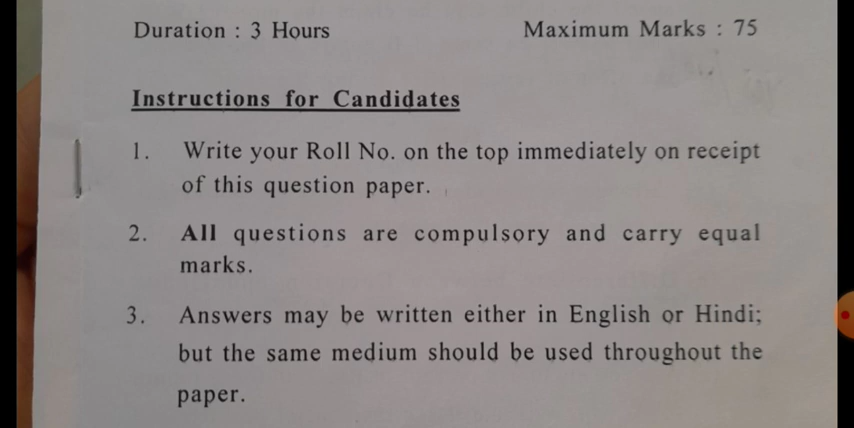 Duration : 3 Hours Maximum Marks : 75
Instructions for Candidates
1. Write your Roll No. on the top immediately on receipt
of this question paper.
2. All questions are compulsory and carry equal
marks.
3. Answers may be written either in English or Hindi;
but the same medium should be used throughout the
paper.